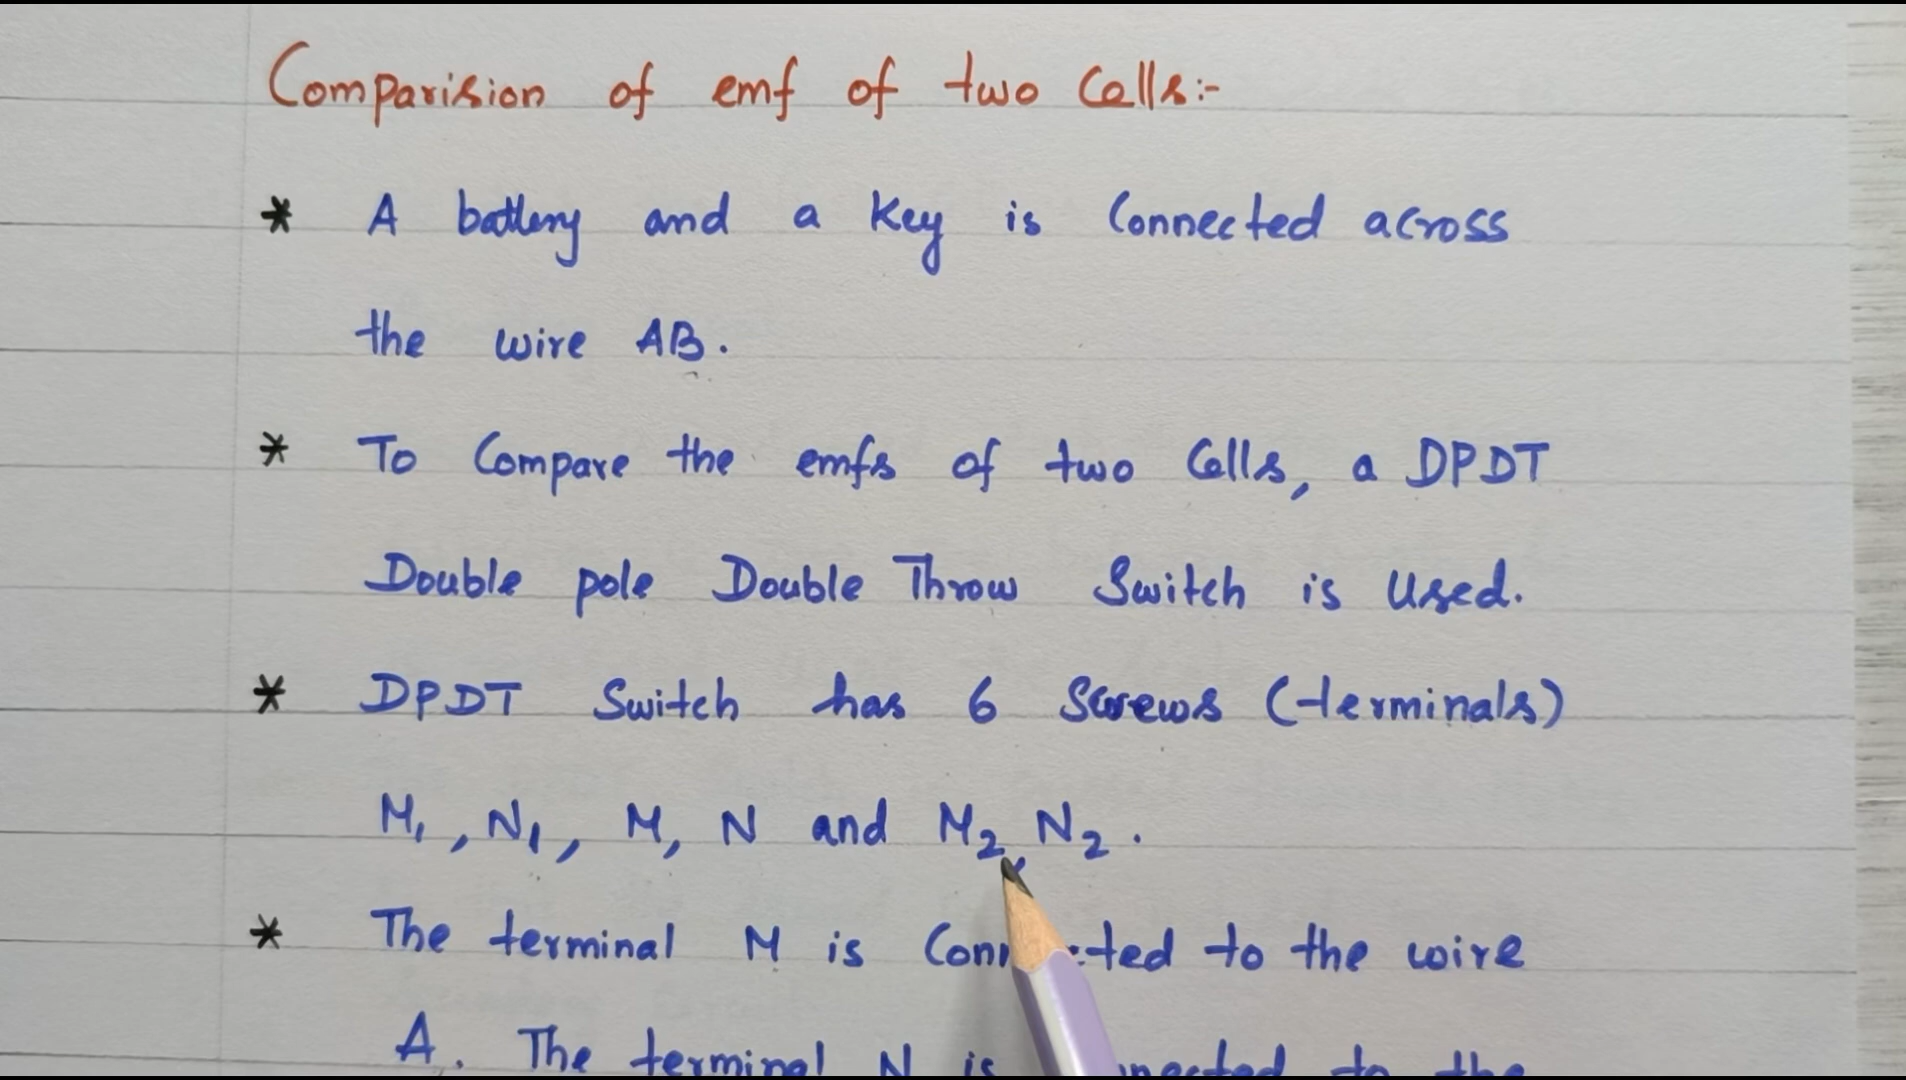 Comparision of emf of two Cells:-
* A battery and a Key is Connected across
the wire AB.
* To Compare the emfs of two Cells, a DPDT
Double pole Double Throw Switch is Used.
* DPDT Switch has 6 Screws (terminals)
M1, N1, M, N and M2, N2.
* The terminal M is to the wire
A. The terminal N is to the